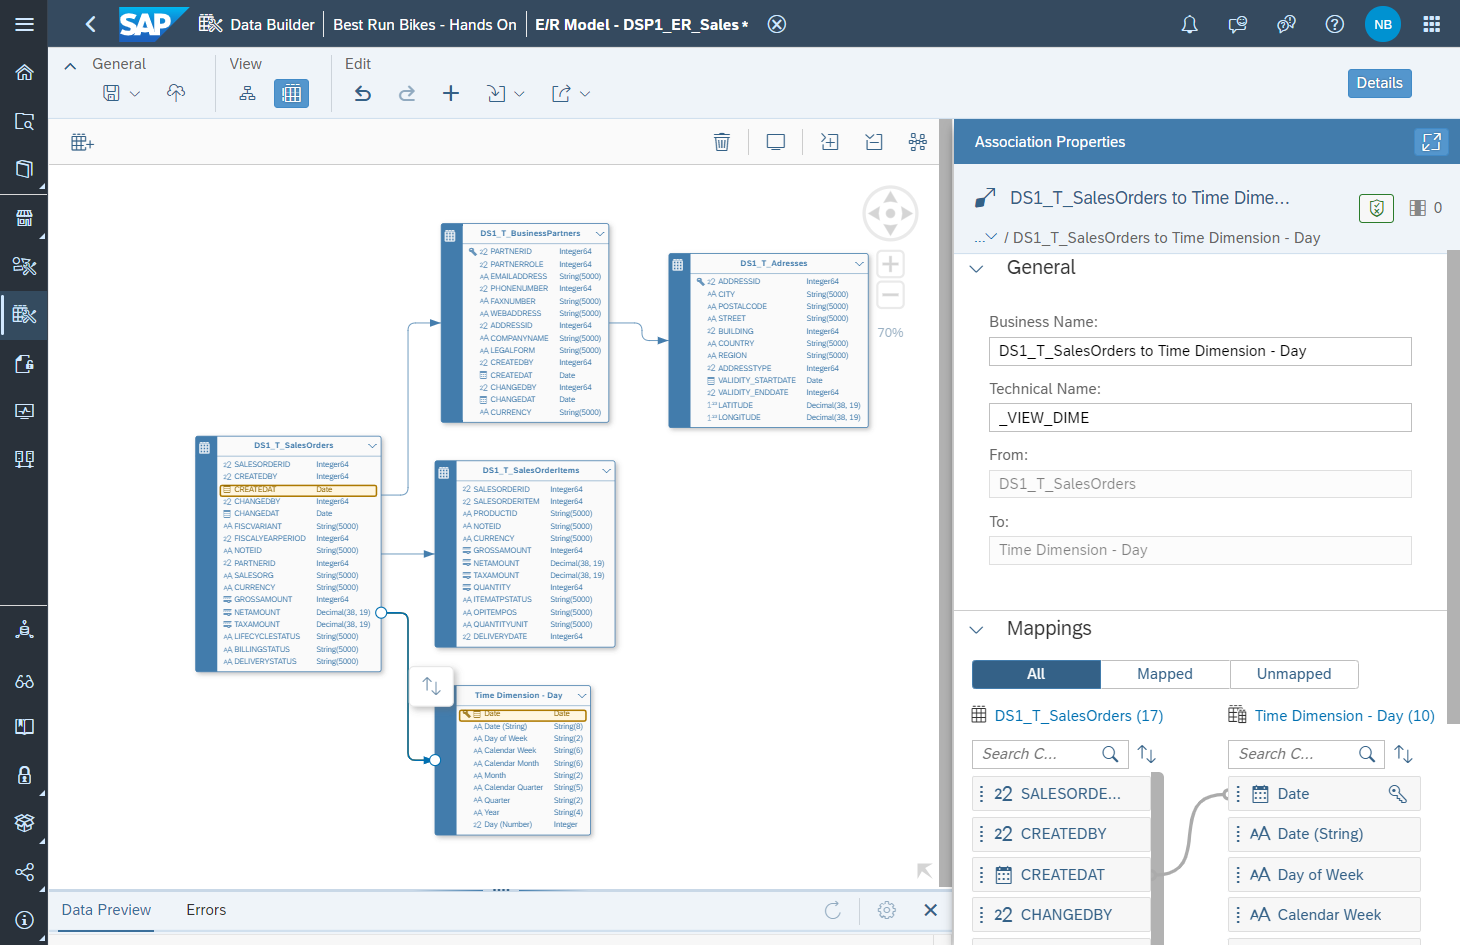 SAP
Data Builder
Best Run Bikes - Hands On
E/R Model - DSP1_ER_Sales *
NB
General
View
Edit
Details
DS1_T_BusinessPartners
PARTNERID Integer64
PARTNERROLE Integer64
EMAILADDRESS String(5000)
PHONENUMBER Integer64
FAXNUMBER String(5000)
WEBADDRESS String(5000)
ADDRESSID Integer64
COMPANYNAME String(5000)
LEGALFORM String(5000)
CREATEDBY Integer64
CREATEDAT Date
CHANGEDBY Integer64
CHANGEDAT Date
CURRENCY String(5000)
DS1_T_Adresses
ADDRESSID Integer64
CITY String(5000)
POSTALCODE String(5000)
STREET String(5000)
BUILDING Integer64
COUNTRY String(5000)
REGION String(5000)
ADDRESSTYPE Integer64
VALIDITY_STARTDATE Date
VALIDITY_ENDDATE Integer64
LATITUDE Decimal(38, 19)
LONGITUDE Decimal(38, 19)
70%
DS1_T_SalesOrders
SALESORDERID Integer64
CREATEDBY Integer64
CREATEDAT Date
CHANGEDBY Integer64
CHANGEDAT Date
FISCVARIANT String(5000)
FISCALYEARPERIOD Integer64
NOTEID String(5000)
PARTNERID Integer64
SALESORG String(5000)
CURRENCY String(5000)
GROSSAMOUNT Integer64
NETAMOUNT Decimal(38, 19)
TAXAMOUNT Decimal(38, 19)
LIFECYCLESTATUS String(5000)
BILLINGSTATUS String(5000)
DELIVERYSTATUS String(5000)
DS1_T_SalesOrderItems
SALESORDERID Integer64
SALESORDERITEM Integer64
PRODUCTID String(5000)
NOTEID String(5000)
CURRENCY String(5000)
GROSSAMOUNT Integer64
NETAMOUNT Decimal(38, 19)
TAXAMOUNT Decimal(38, 19)
QUANTITY Integer64
ITEMATPSTATUS String(5000)
OPITEMPOS String(5000)
QUANTITYUNIT String(5000)
DELIVERYDATE Integer64
Time Dimension - Day
Date Date
Date (String) String(8)
Day of Week String(2)
Calendar Week String(6)
Calendar Month String(6)
Month String(2)
Calendar Quarter String(5)
Quarter String(2)
Year String(4)
Day (Number) Integer
Data Preview
Errors
Association Properties
DS1_T_SalesOrders to Time Dime...
0
... / DS1_T_SalesOrders to Time Dimension - Day
General
Business Name:
DS1_T_SalesOrders to Time Dimension - Day
Technical Name:
_VIEW_DIME
From:
DS1_T_SalesOrders
To:
Time Dimension - Day
Mappings
All
Mapped
Unmapped
DS1_T_SalesOrders (17)
Time Dimension - Day (10)
Search C...
Search C...
SALESORDE...
Date
CREATEDBY
Date (String)
CREATEDAT
Day of Week
CHANGEDBY
Calendar Week